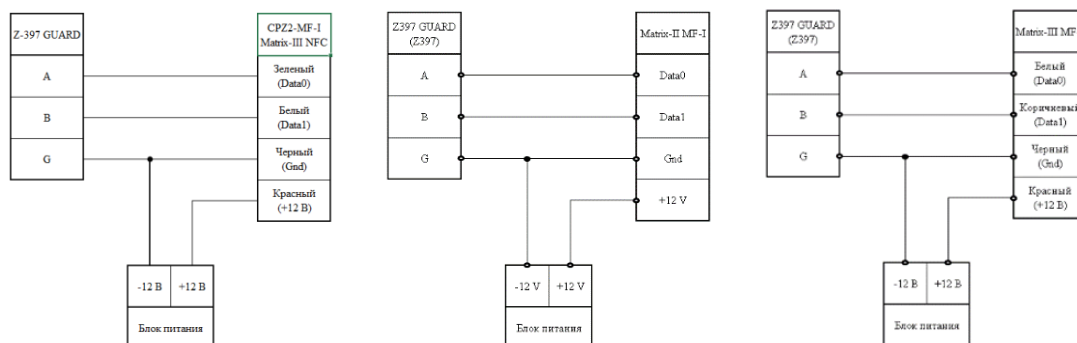 Z-397 GUARD
CPZ2-MF-I
Matrix-III NFC
A
Зеленый
(Data0)
B
Белый
(Data1)
G
Черный
(Gnd)
Красный
(+12 В)
-12 В
+12 В
Блок питания
Z397 GUARD
(Z397)
Matrix-II MF-I
A
Data0
B
Data1
G
Gnd
+12 V
-12 V
+12 V
Блок питания
Z397 GUARD
(Z397)
Matrix-III MF
A
Белый
(Data0)
B
Коричневый
(Data1)
G
Черный
(Gnd)
Красный
(+12 В)
-12 В
+12 В
Блок питания